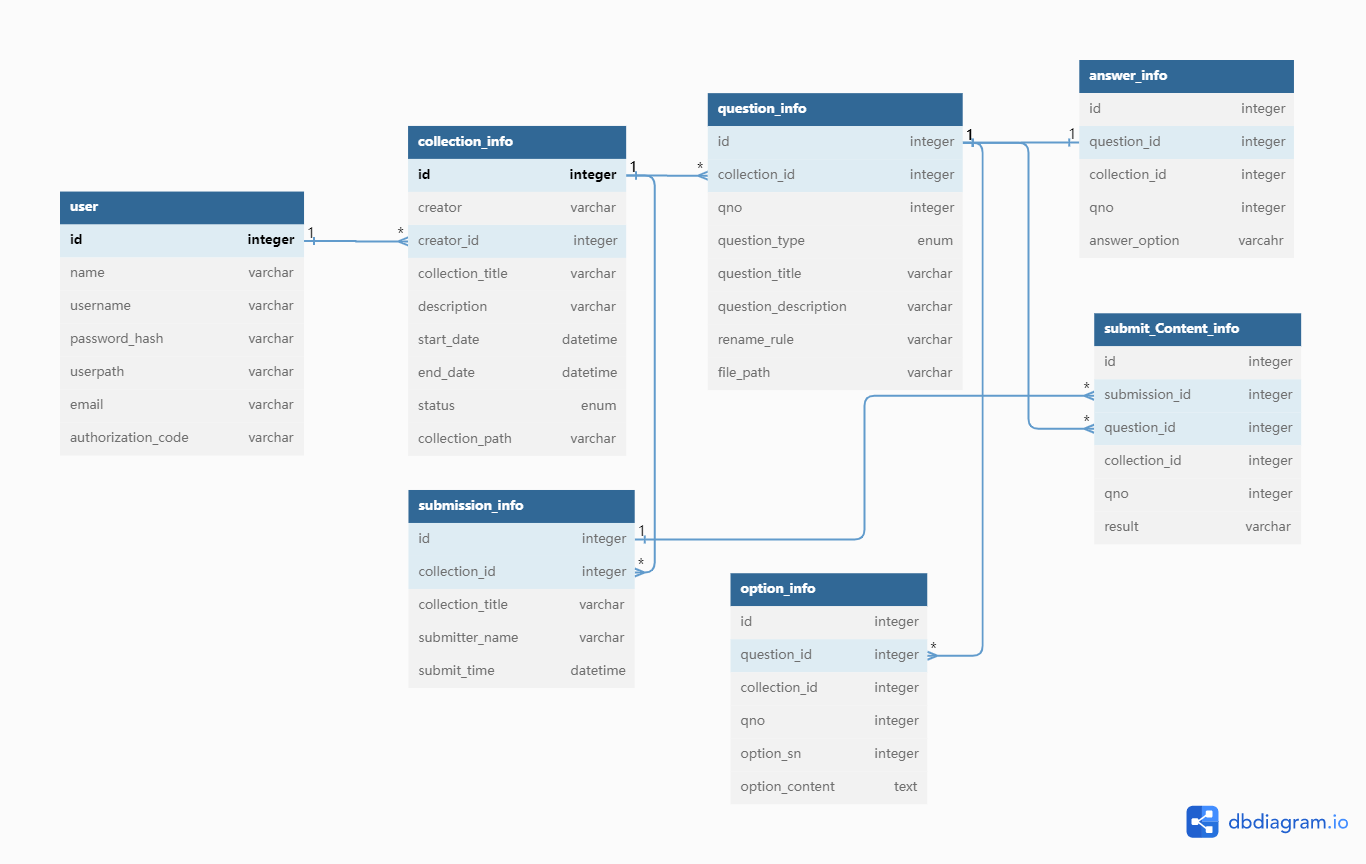 user
id integer
name varchar
username varchar
password_hash varchar
userpath varchar
email varchar
authorization_code varchar
1 *
collection_info
id integer
creator varchar
creator_id integer
collection_title varchar
description varchar
start_date datetime
end_date datetime
status enum
collection_path varchar
1 *
submission_info
id integer
collection_id integer
collection_title varchar
submitter_name varchar
submit_time datetime
1
*
question_info
id integer
collection_id integer
qno integer
question_type enum
question_title varchar
question_description varchar
rename_rule varchar
file_path varchar
1 1
option_info
id integer
question_id integer
collection_id integer
qno integer
option_sn integer
option_content text
*
answer_info
id integer
question_id integer
collection_id integer
qno integer
answer_option varcahr
submit_Content_info
id integer
* submission_id integer
* question_id integer
collection_id integer
qno integer
result varchar
dbdiagram.io